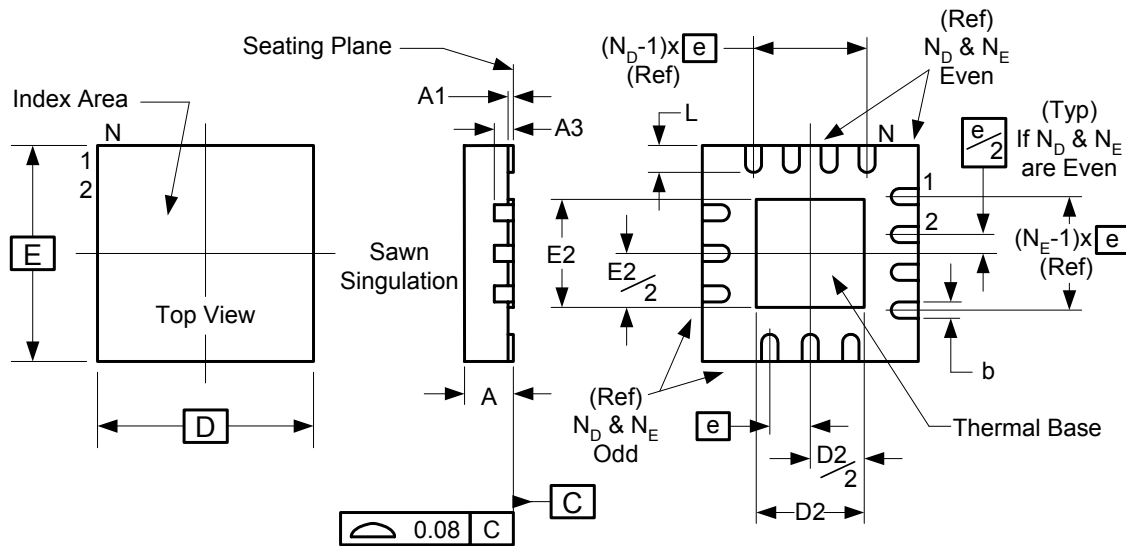 Seating Plane
Index Area
N
1
2
E
Top View
D
A1
A3
Sawn
Singulation
A
0.08 C
C
(N_D-1)x e
(Ref)
(Ref)
N_D & N_E
Even
L
N
e/2
(Typ)
If N_D & N_E
are Even
1
2
(N_E-1)x e
(Ref)
E2
E2/2
b
(Ref)
N_D & N_E
Odd
e
Thermal Base
D2/2
D2